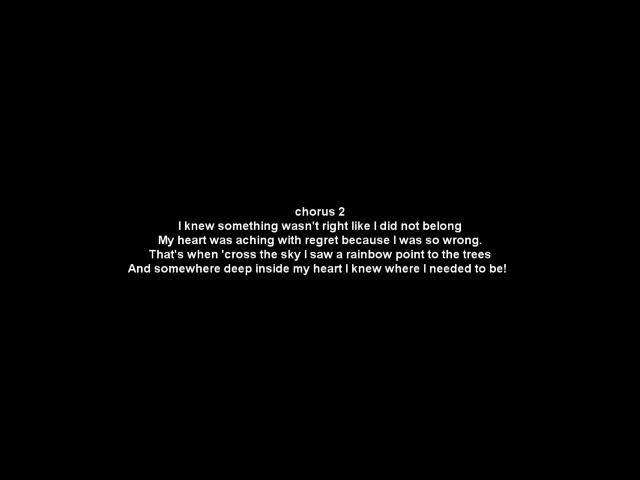 chorus 2
I knew something wasn't right like I did not belong
My heart was aching with regret because I was so wrong.
That's when 'cross the sky I saw a rainbow point to the trees
And somewhere deep inside my heart I knew where I needed to be!